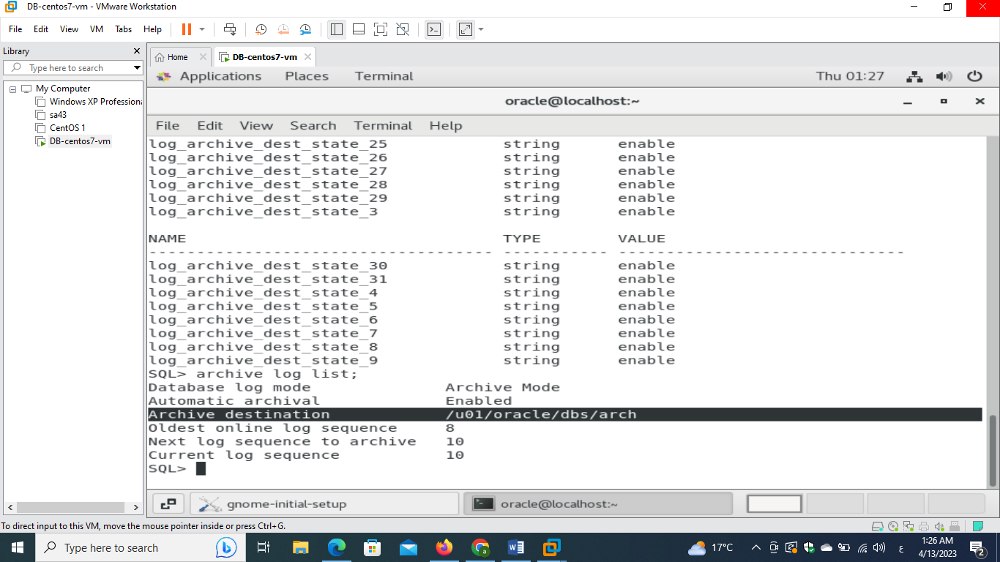 DB-centos7-vm - VMware Workstation
File Edit View VM Tabs Help
Library
Type here to search
My Computer
Windows XP Professiona
sa43
CentOS 1
DB-centos7-vm
Home DB-centos7-vm
Applications Places Terminal Thu 01:27
oracle@localhost:~
File Edit View Search Terminal Help
log_archive_dest_state_25 string enable
log_archive_dest_state_26 string enable
log_archive_dest_state_27 string enable
log_archive_dest_state_28 string enable
log_archive_dest_state_29 string enable
log_archive_dest_state_3 string enable
NAME TYPE VALUE
------------------------------------ ----------- ------------------------------
log_archive_dest_state_30 string enable
log_archive_dest_state_31 string enable
log_archive_dest_state_4 string enable
log_archive_dest_state_5 string enable
log_archive_dest_state_6 string enable
log_archive_dest_state_7 string enable
log_archive_dest_state_8 string enable
log_archive_dest_state_9 string enable
SQL> archive log list;
Database log mode Archive Mode
Automatic archival Enabled
Archive destination /u01/oracle/dbs/arch
Oldest online log sequence 8
Next log sequence to archive 10
Current log sequence 10
SQL>
gnome-initial-setup oracle@localhost:~
To direct input to this VM, move the mouse pointer inside or press Ctrl+G.
Type here to search 17°C ع 1:26 AM
4/13/2023 2